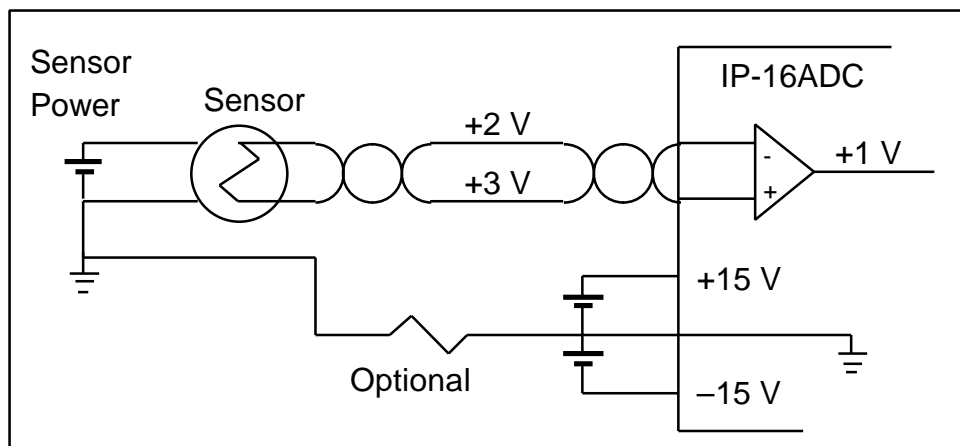 Sensor
Power
Sensor
IP-16ADC
+2 V
+3 V
-
+
+1 V
+15 V
Optional
–15 V